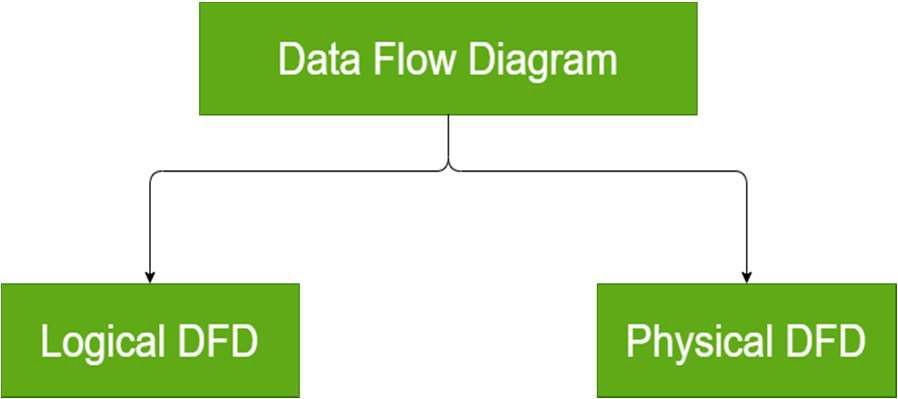 Data Flow Diagram
Logical DFD
Physical DFD